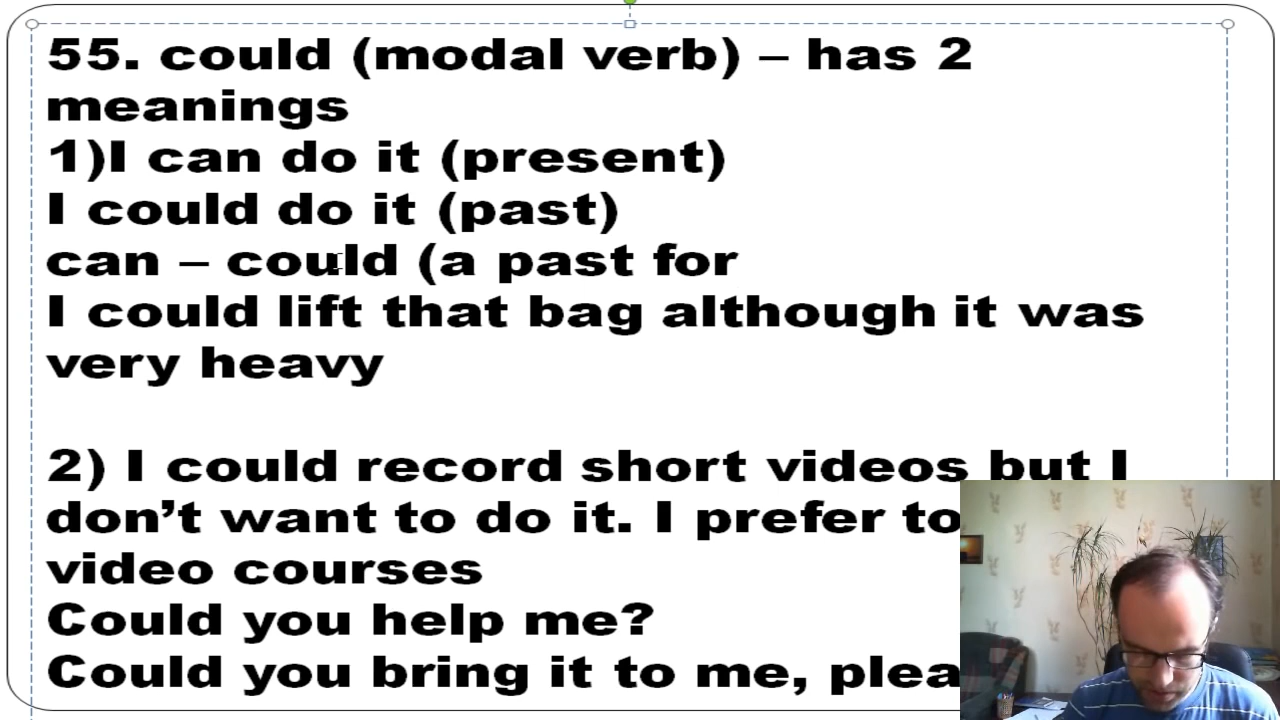 55. could (modal verb) – has 2
meanings
1)I can do it (present)
I could do it (past)
can – could (a past for
I could lift that bag although it was
very heavy
2) I could record short videos but I
don’t want to do it. I prefer to
video courses
Could you help me?
Could you bring it to me, plea